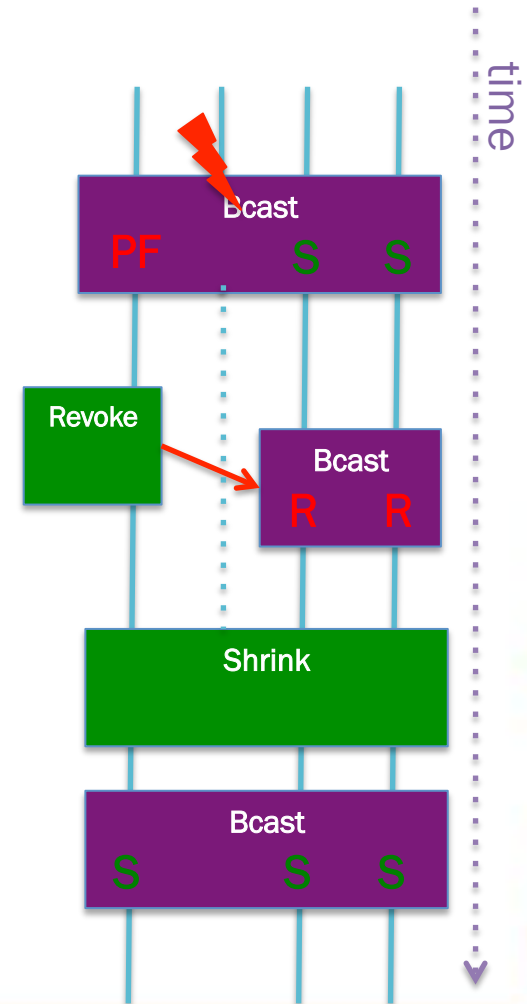 time
Bcast
PF S S
Revoke
Bcast
R R
Shrink
Bcast
S S S